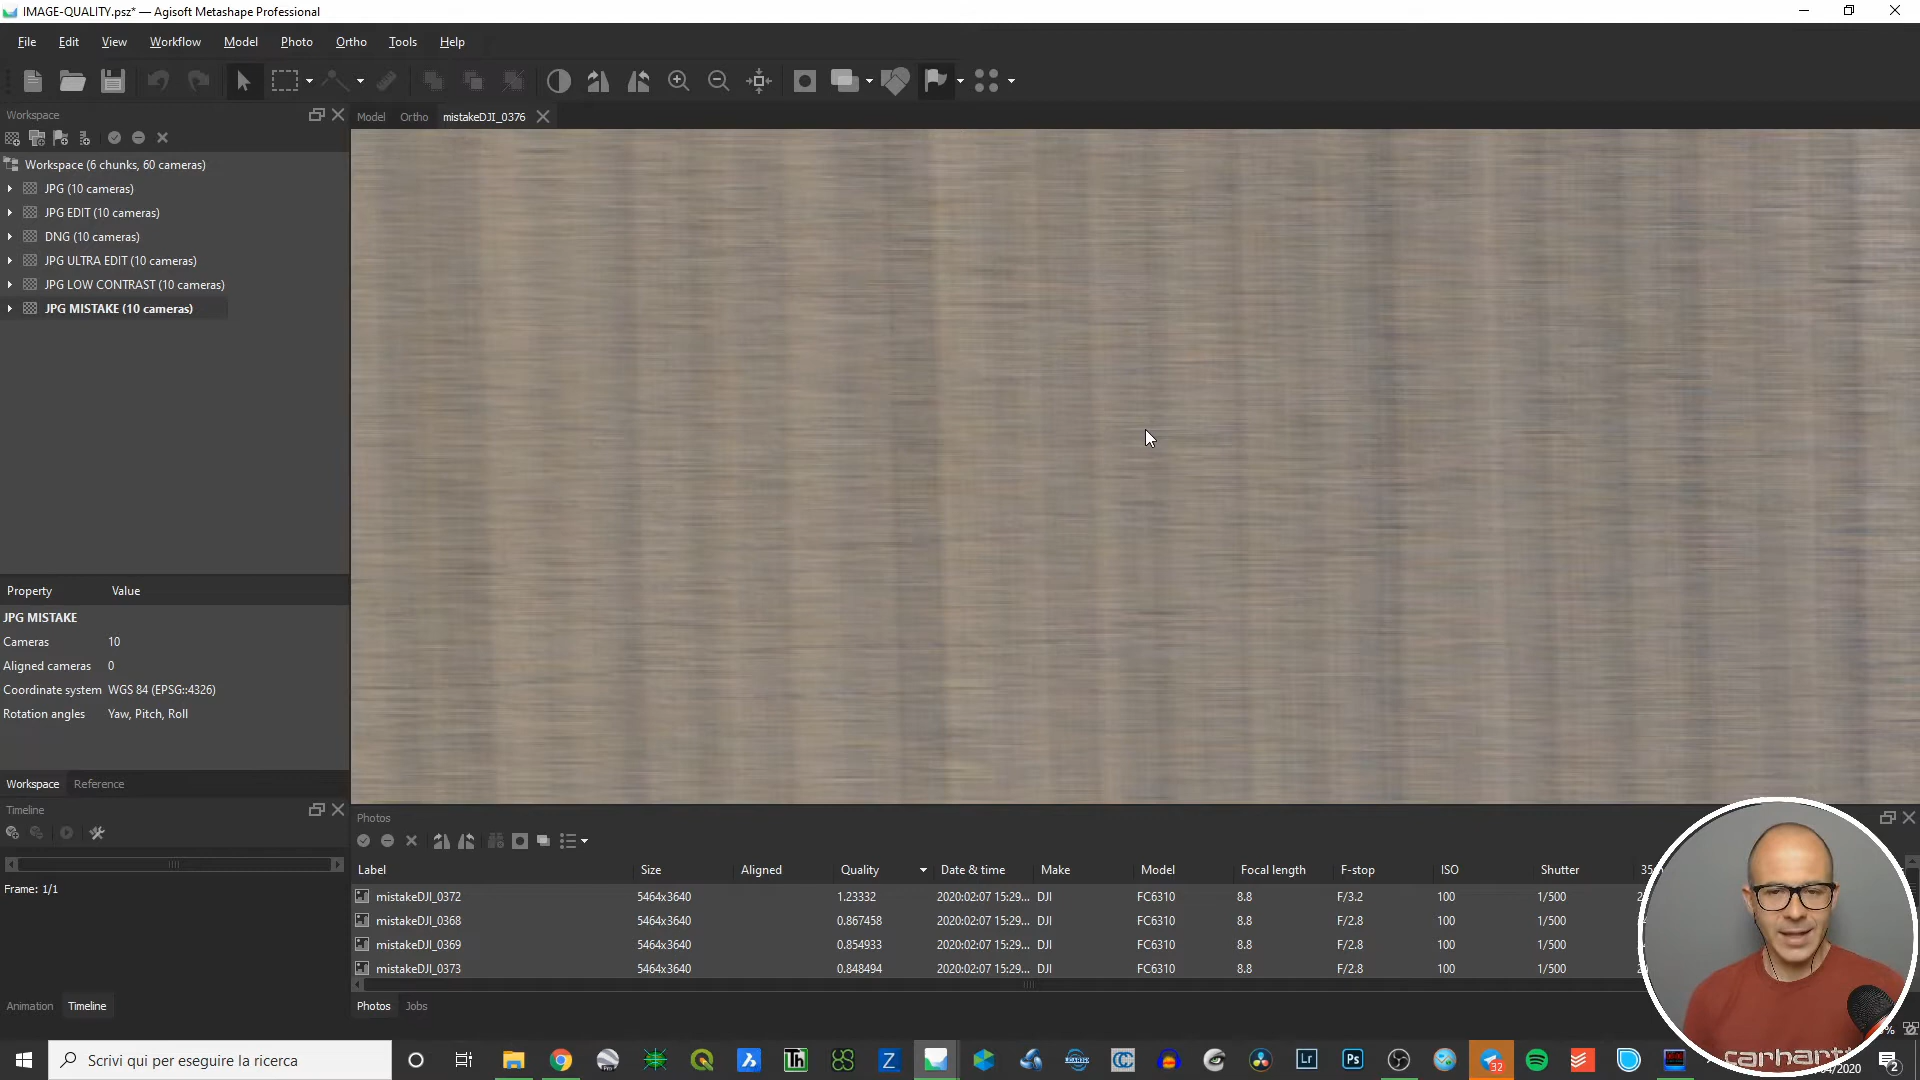 IMAGE-QUALITY.psz* — Agisoft Metashape Professional
File Edit View Workflow Model Photo Ortho Tools Help
Workspace
Model Ortho mistakeDJI_0376
Workspace (6 chunks, 60 cameras)
JPG (10 cameras)
JPG EDIT (10 cameras)
DNG (10 cameras)
JPG ULTRA EDIT (10 cameras)
JPG LOW CONTRAST (10 cameras)
JPG MISTAKE (10 cameras)
Property Value
JPG MISTAKE
Cameras 10
Aligned cameras 0
Coordinate system WGS 84 (EPSG::4326)
Rotation angles Yaw, Pitch, Roll
Workspace Reference
Timeline
Frame: 1/1
Animation Timeline
Photos
Label Size Aligned Quality Date & time Make Model Focal length F-stop ISO Shutter
mistakeDJI_0372 5464x3640 1.23332 2020:02:07 15:29... DJI FC6310 8.8 F/3.2 100 1/500
mistakeDJI_0368 5464x3640 0.867458 2020:02:07 15:29... DJI FC6310 8.8 F/2.8 100 1/500
mistakeDJI_0369 5464x3640 0.854933 2020:02:07 15:29... DJI FC6310 8.8 F/2.8 100 1/500
mistakeDJI_0373 5464x3640 0.848494 2020:02:07 15:29... DJI FC6310 8.8 F/2.8 100 1/500
Photos Jobs
Scrivi qui per eseguire la ricerca
Th
Z
Lr
Ps
32
carhartt
2